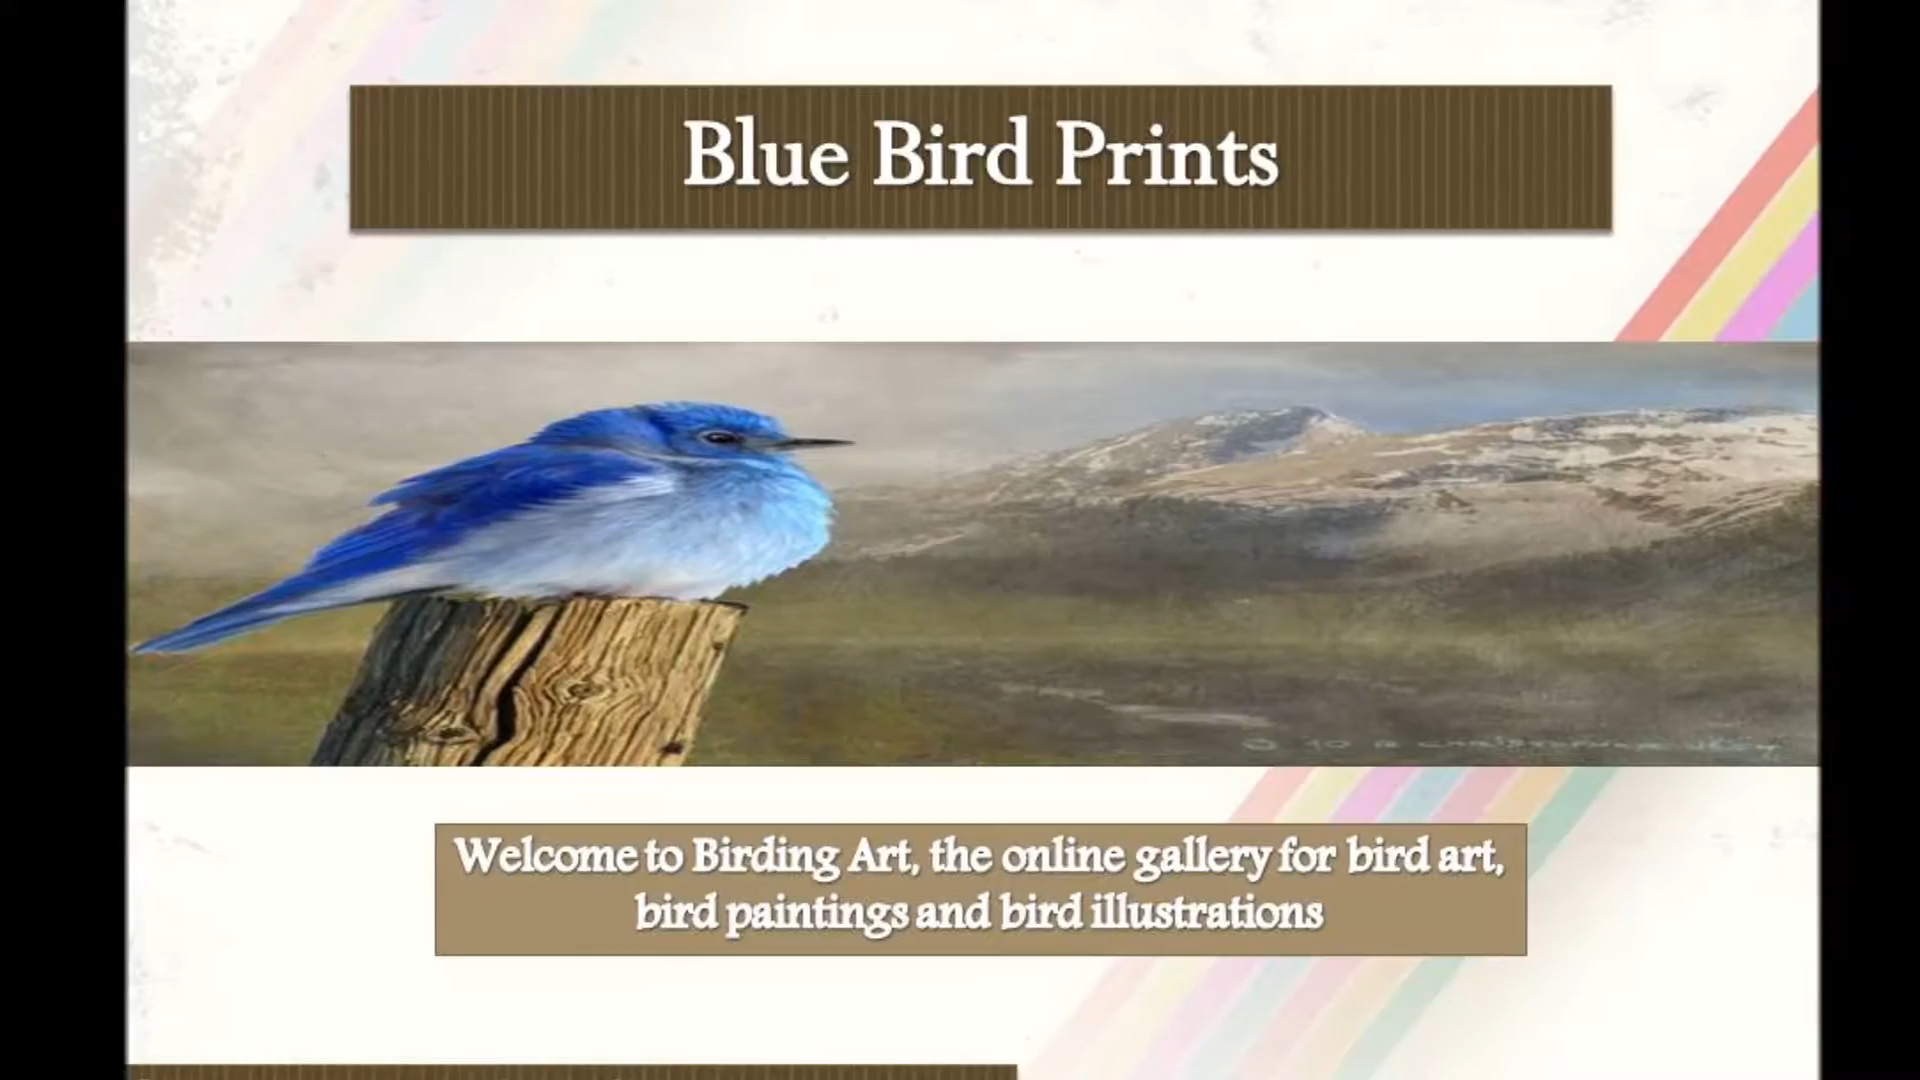 Blue Bird Prints
Welcome to Birding Art, the online gallery for bird art,
bird paintings and bird illustrations